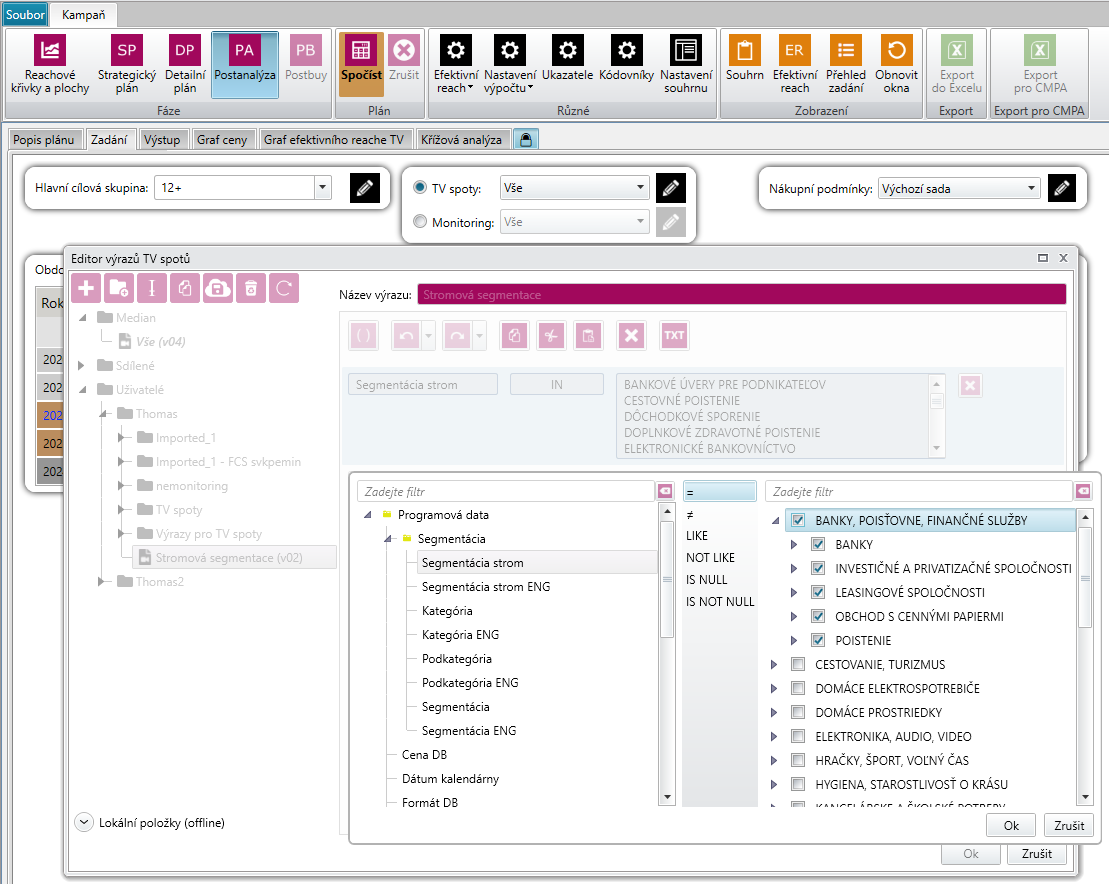 Soubor Kampaň
SP DP PA PB ER
Reachové křivky a plochy
Strategický plán
Detailní plán
Postanalýza
Postbuy
Spočíst
Zrušit
Efektivní reach
Nastavení výpočtu
Ukazatele
Kódovníky
Nastavení souhrnu
Souhrn
Efektivní reach
Přehled zadání
Obnovit okna
Export do Excelu
Export pro CMPA
Fáze Plán Různé Zobrazení Export Export pro CMPA
Popis plánu Zadání Výstup Graf ceny Graf efektivního reache TV Křížová analýza
Hlavní cílová skupina: 12+
TV spoty: Vše
Nákupní podmínky: Výchozí sada
Monitoring: Vše
Obdo
Rok
202
202
202
202
202
Editor výrazů TV spotů
Název výrazu: Stromová segmentace
Median
Vše (v04)
Sdílené
Uživatelé
Thomas
Imported_1
Imported_1 - FCS svkpemin
nemonitoring
TV spoty
Výrazy pro TV spoty
Stromová segmentace (v02)
Thomas2
Lokální položky (offline)
( ) TXT
Segmentácia strom IN
BANKOVÉ ÚVERY PRE PODNIKATEĽOV
CESTOVNÉ POISTENIE
DÔCHODKOVÉ SPORENIE
DOPLNKOVÉ ZDRAVOTNÉ POISTENIE
ELEKTRONICKÉ BANKOVNÍCTVO
Zadejte filtr
Programová data
Segmentácia
Segmentácia strom
Segmentácia strom ENG
Kategória
Kategória ENG
Podkategória
Podkategória ENG
Segmentácia
Segmentácia ENG
Cena DB
Dátum kalendárny
Formát DB
=
≠
LIKE
NOT LIKE
IS NULL
IS NOT NULL
Zadejte filtr
BANKY, POISŤOVNE, FINANČNÉ SLUŽBY
BANKY
INVESTIČNÉ A PRIVATIZAČNÉ SPOLOČNOSTI
LEASINGOVÉ SPOLOČNOSTI
OBCHOD S CENNÝMI PAPIERMI
POISTENIE
CESTOVANIE, TURIZMUS
DOMÁCE ELEKTROSPOTREBIČE
DOMÁCE PROSTRIEDKY
ELEKTRONIKA, AUDIO, VIDEO
HRAČKY, ŠPORT, VOĽNÝ ČAS
HYGIENA, STAROSTLIVOSŤ O KRÁSU
KANCELÁRSKE A ŠKOLSKÉ POTREBY
Ok Zrušit
Ok Zrušit